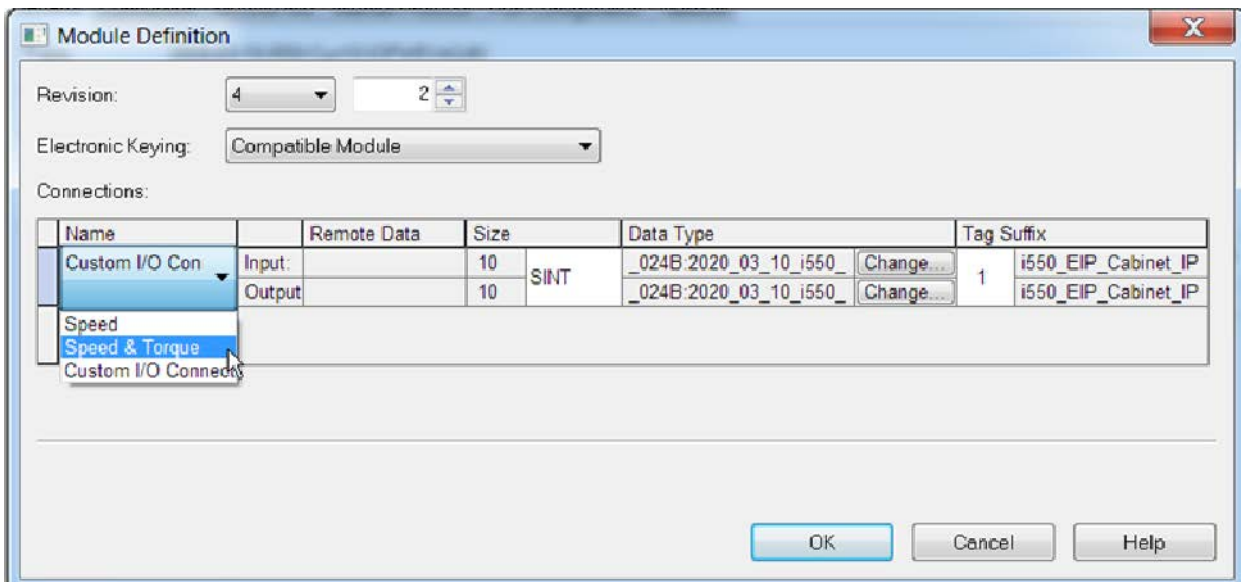 Module Definition
Revision: 4 2
Electronic Keying: Compatible Module
Connections:
Name Remote Data Size Data Type Tag Suffix
Custom I/O Con Input: 10 SINT _024B:2020_03_10_i550_ Change... 1 i550_EIP_Cabinet_IP
Output 10 _024B:2020_03_10_i550_ Change... i550_EIP_Cabinet_IP
Speed
Speed & Torque
Custom I/O Connect
OK Cancel Help